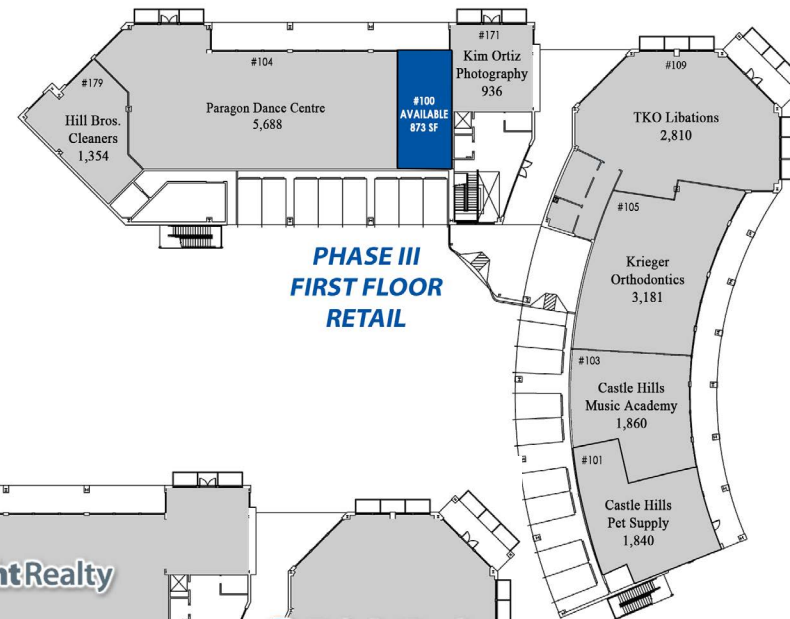 #171
Kim Ortiz
Photography
936
#104
Paragon Dance Centre
5,688
#100
AVAILABLE
873 SF
#179
Hill Bros.
Cleaners
1,354
#109
TKO Libations
2,810
#105
Krieger
Orthodontics
3,181
PHASE III
FIRST FLOOR
RETAIL
#103
Castle Hills
Music Academy
1,860
#101
Castle Hills
Pet Supply
1,840
nt Realty